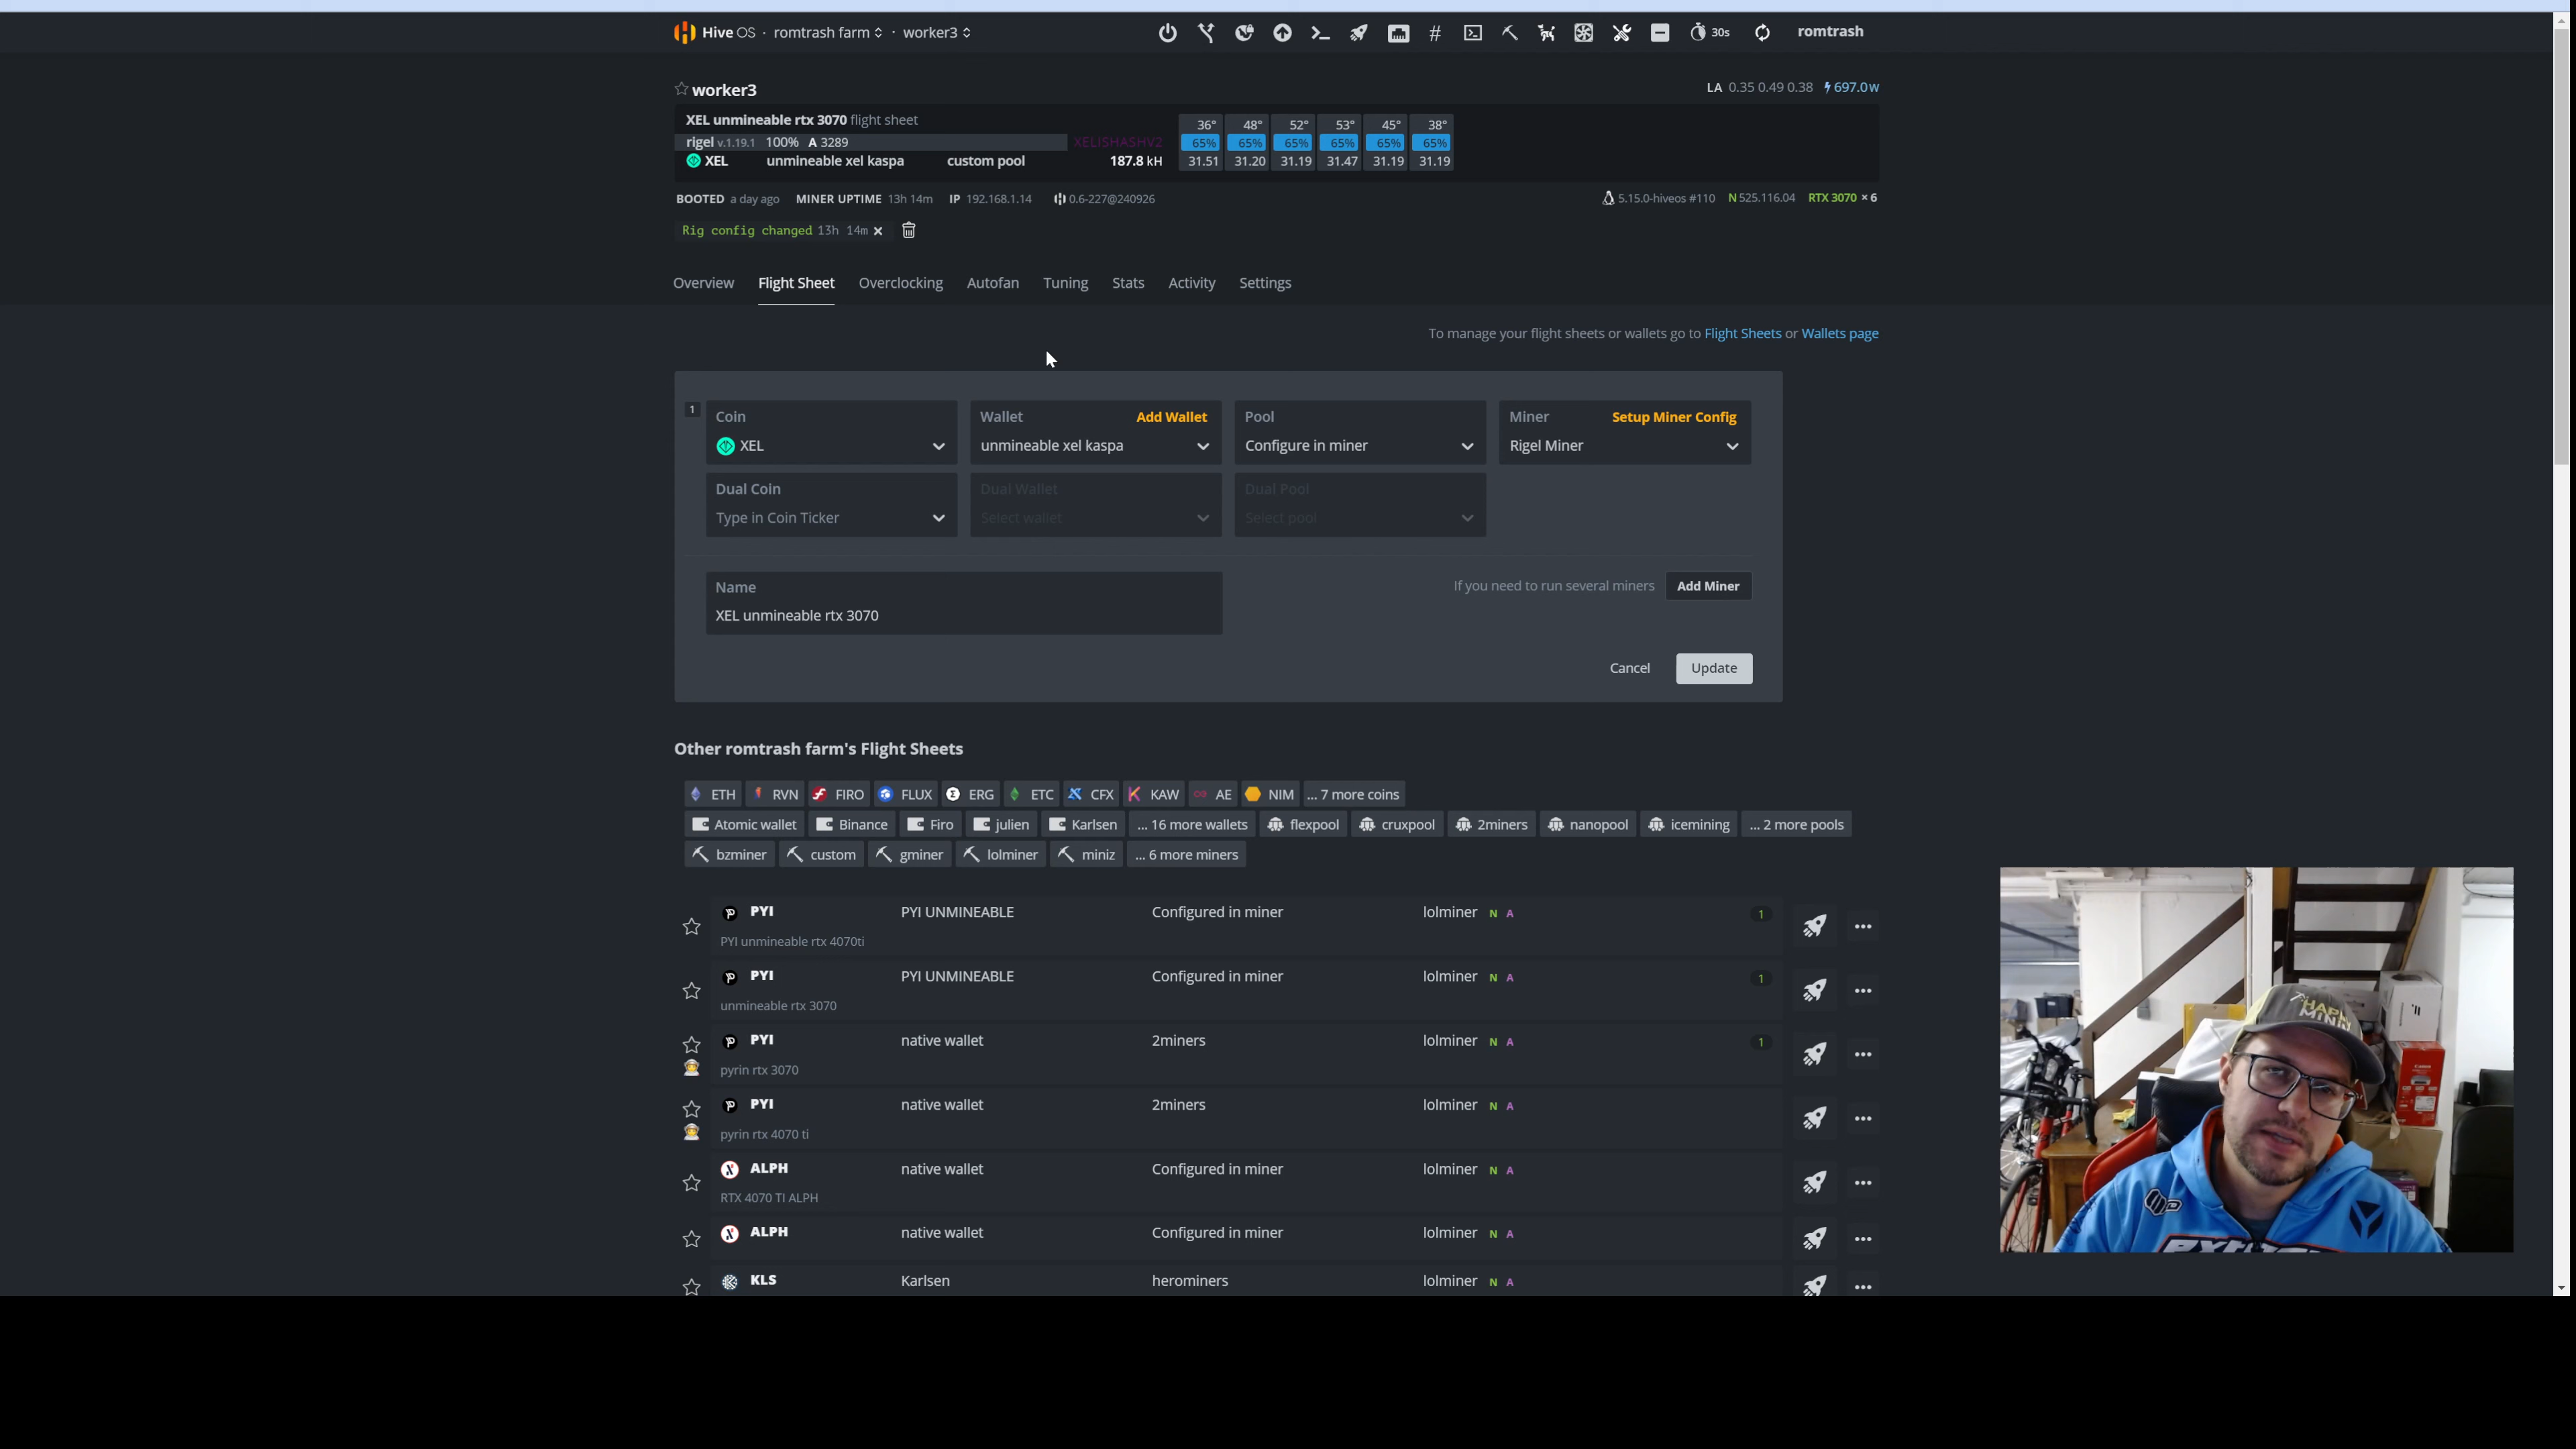 Hive OS · romtrash farm · worker3
30s
romtrash
worker3
LA 0.35 0.49 0.38 697.0W
XEL unmineable rtx 3070 flight sheet
36° 48° 52° 53° 45° 38°
rigel v.1.19.1 100% A 3289 XELISHASHV2
65% 65% 65% 65% 65% 65%
XEL unmineable xel kaspa custom pool 187.8 kH
31.51 31.20 31.19 31.47 31.19 31.19
BOOTED a day ago MINER UPTIME 13h 14m IP 192.168.1.14 0.6-227@240926
5.15.0-hiveos #110 N 525.116.04 RTX 3070 × 6
Rig config changed 13h 14m ×
Overview Flight Sheet Overclocking Autofan Tuning Stats Activity Settings
To manage your flight sheets or wallets go to Flight Sheets or Wallets page
1
Coin Wallet Add Wallet Pool Miner Setup Miner Config
XEL unmineable xel kaspa Configure in miner Rigel Miner
Dual Coin Dual Wallet Dual Pool
Type in Coin Ticker Select wallet Select pool
Name
If you need to run several miners Add Miner
XEL unmineable rtx 3070
Cancel Update
Other romtrash farm's Flight Sheets
ETH RVN FIRO FLUX ERG ETC CFX KAW AE NIM ... 7 more coins
Atomic wallet Binance Firo julien Karlsen ... 16 more wallets flexpool cruxpool 2miners nanopool icemining ... 2 more pools
bzminer custom gminer lolminer miniz ... 6 more miners
PYI PYI UNMINEABLE Configured in miner lolminer N A 1
PYI unmineable rtx 4070ti
PYI PYI UNMINEABLE Configured in miner lolminer N A 1
unmineable rtx 3070
PYI native wallet 2miners lolminer N A 1
pyrin rtx 3070
PYI native wallet 2miners lolminer N A
pyrin rtx 4070 ti
ALPH native wallet Configured in miner lolminer N A
RTX 4070 TI ALPH
ALPH native wallet Configured in miner lolminer N A
KLS Karlsen herominers lolminer N A